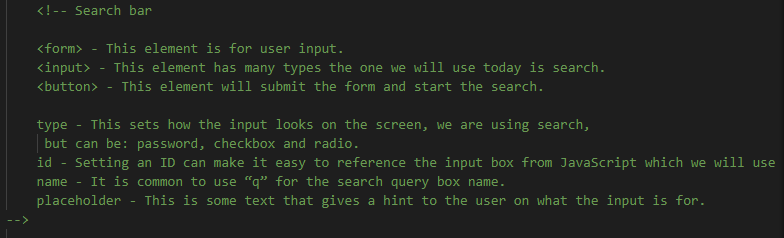 <!-- Search bar
<form> - This element is for user input.
<input> - This element has many types the one we will use today is search.
<button> - This element will submit the form and start the search.
type - This sets how the input looks on the screen, we are using search,
but can be: password, checkbox and radio.
id - Setting an ID can make it easy to reference the input box from JavaScript which we will use
name - It is common to use “q” for the search query box name.
placeholder - This is some text that gives a hint to the user on what the input is for.
-->